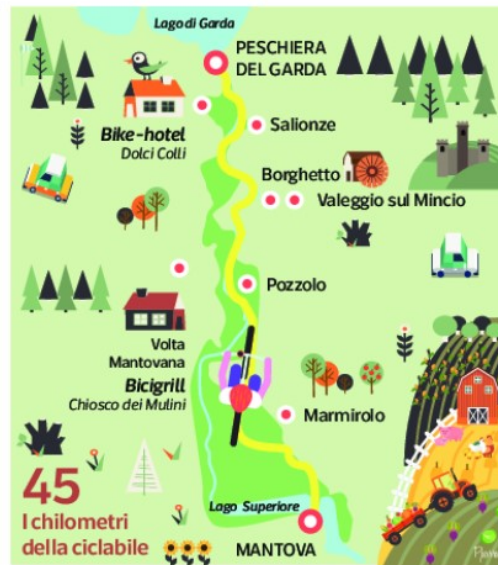 Lago di Garda
PESCHIERA
DEL GARDA
Bike-hotel
Dolci Colli
Salionze
Borghetto
Valeggio sul Mincio
Pozzolo
Volta
Mantovana
Bicigrill
Chiosco dei Mulini
Marmirolo
45
I chilometri
della ciclabile
Lago Superiore
MANTOVA